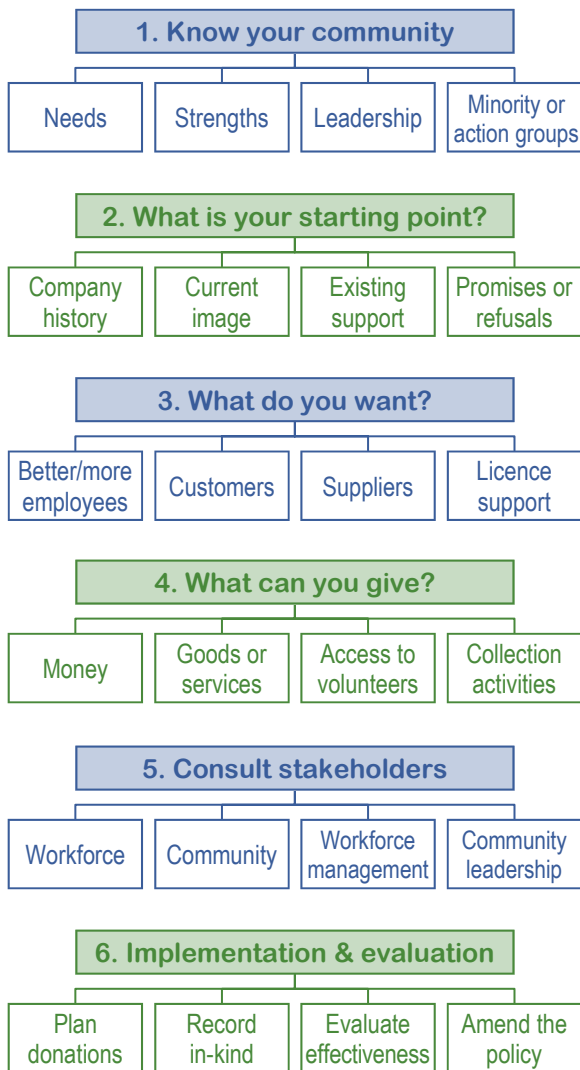 1. Know your community
Needs
Strengths
Leadership
Minority or
action groups
2. What is your starting point?
Company
history
Current
image
Existing
support
Promises or
refusals
3. What do you want?
Better/more
employees
Customers
Suppliers
Licence
support
4. What can you give?
Money
Goods or
services
Access to
volunteers
Collection
activities
5. Consult stakeholders
Workforce
Community
Workforce
management
Community
leadership
6. Implementation & evaluation
Plan
donations
Record
in-kind
Evaluate
effectiveness
Amend the
policy